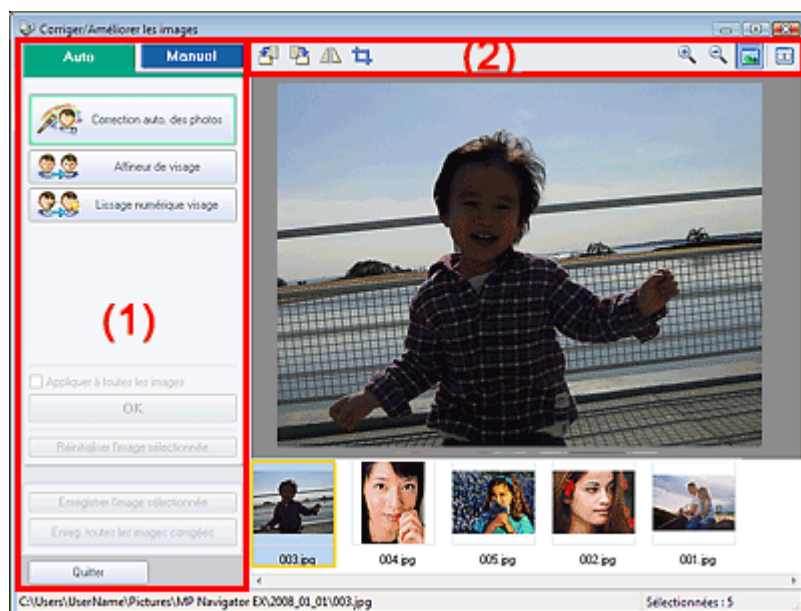 Corriger/Améliorer les images
Auto Manuel
(2)
Correction auto. des photos
Affineur de visage
Lissage numérique visage
(1)
Appliquer à toutes les images
OK
Réinitialiser l'image sélectionnée
Enregistrer l'image sélectionnée
Enreg. toutes les images corrigées
Quitter
003.jpg 004.jpg 005.jpg 002.jpg 001.jpg
C:\Users\UserName\Pictures\MP Navigator EX\2008_01_01\003.jpg Sélectionnées : 5